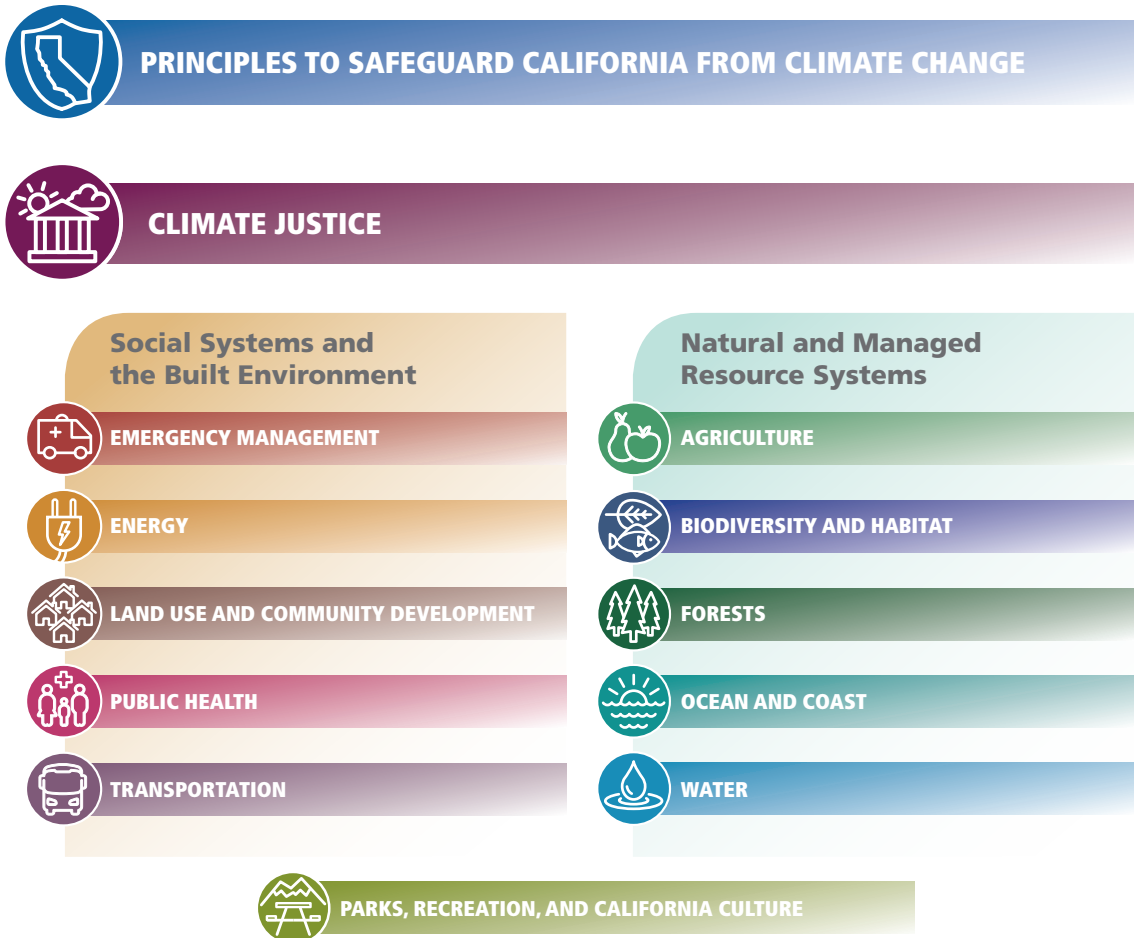 PRINCIPLES TO SAFEGUARD CALIFORNIA FROM CLIMATE CHANGE
CLIMATE JUSTICE
Social Systems and
the Built Environment
EMERGENCY MANAGEMENT
ENERGY
LAND USE AND COMMUNITY DEVELOPMENT
PUBLIC HEALTH
TRANSPORTATION
Natural and Managed
Resource Systems
AGRICULTURE
BIODIVERSITY AND HABITAT
FORESTS
OCEAN AND COAST
WATER
PARKS, RECREATION, AND CALIFORNIA CULTURE